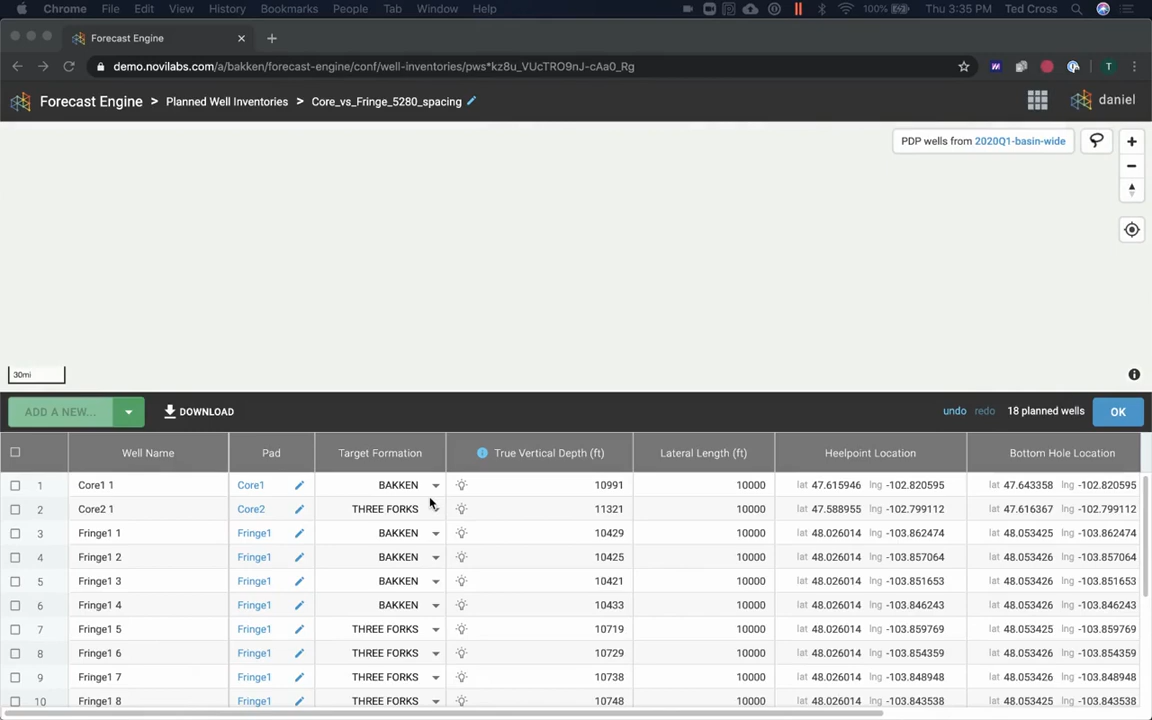 Chrome File Edit View History Bookmarks People Tab Window Help 100% Thu 3:35 PM Ted Cross
Forecast Engine
demo.novilabs.com/a/bakken/forecast-engine/conf/well-inventories/pws*kz8u_VUcTRO9nJ-cAa0_Rg T
Forecast Engine > Planned Well Inventories > Core_vs_Fringe_5280_spacing daniel
PDP wells from 2020Q1-basin-wide
30mi
ADD A NEW... DOWNLOAD undo redo 18 planned wells OK
Well Name Pad Target Formation True Vertical Depth (ft) Lateral Length (ft) Heelpoint Location Bottom Hole Location
1 Core1 1 Core1 BAKKEN 10991 10000 lat 47.615946 lng -102.820595 lat 47.643358 lng -102.820595
2 Core2 1 Core2 THREE FORKS 11321 10000 lat 47.588955 lng -102.799112 lat 47.616367 lng -102.799112
3 Fringe1 1 Fringe1 BAKKEN 10429 10000 lat 48.026014 lng -103.862474 lat 48.053425 lng -103.862474
4 Fringe1 2 Fringe1 BAKKEN 10425 10000 lat 48.026014 lng -103.857064 lat 48.053426 lng -103.857064
5 Fringe1 3 Fringe1 BAKKEN 10421 10000 lat 48.026014 lng -103.851653 lat 48.053426 lng -103.851653
6 Fringe1 4 Fringe1 BAKKEN 10433 10000 lat 48.026014 lng -103.846243 lat 48.053426 lng -103.846243
7 Fringe1 5 Fringe1 THREE FORKS 10719 10000 lat 48.026014 lng -103.859769 lat 48.053425 lng -103.859769
8 Fringe1 6 Fringe1 THREE FORKS 10729 10000 lat 48.026014 lng -103.854359 lat 48.053425 lng -103.854359
9 Fringe1 7 Fringe1 THREE FORKS 10738 10000 lat 48.026014 lng -103.848948 lat 48.053425 lng -103.848948
10 Fringe1 8 Fringe1 THREE FORKS 10748 10000 lat 48.026014 lng -103.843538 lat 48.053425 lng -103.843538